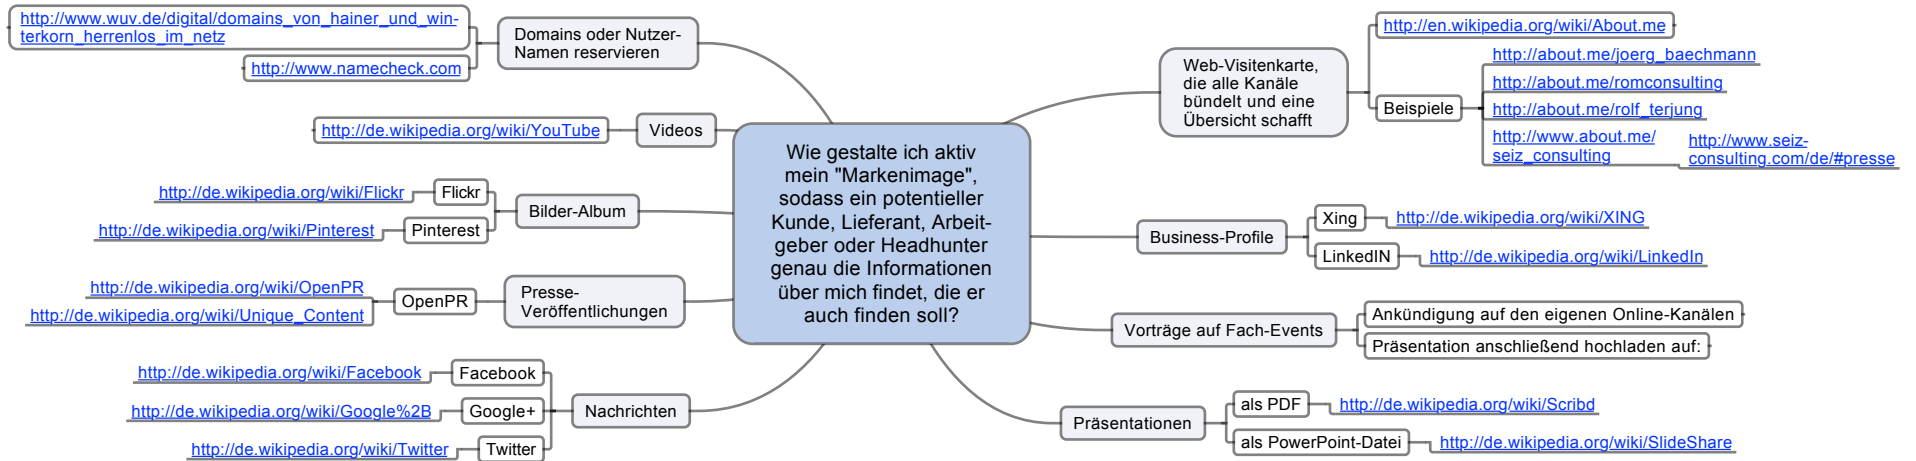 http://www.wuv.de/digital/domains_von_hainer_und_win-
terkorn_herrenlos_im_netz
http://www.namecheck.com
Domains oder Nutzer-
Namen reservieren
http://de.wikipedia.org/wiki/YouTube
Videos
http://de.wikipedia.org/wiki/Flickr
Flickr
http://de.wikipedia.org/wiki/Pinterest
Pinterest
Bilder-Album
http://de.wikipedia.org/wiki/OpenPR
http://de.wikipedia.org/wiki/Unique_Content
OpenPR
Presse-
Veröffentlichungen
http://de.wikipedia.org/wiki/Facebook
Facebook
http://de.wikipedia.org/wiki/Google%2B
Google+
http://de.wikipedia.org/wiki/Twitter
Twitter
Nachrichten
Wie gestalte ich aktiv
mein "Markenimage",
sodass ein potentieller
Kunde, Lieferant, Arbeit-
geber oder Headhunter
genau die Informationen
über mich findet, die er
auch finden soll?
Web-Visitenkarte,
die alle Kanäle
bündelt und eine
Übersicht schafft
http://en.wikipedia.org/wiki/About.me
Beispiele
http://about.me/joerg_baechmann
http://about.me/romconsulting
http://about.me/rolf_terjung
http://www.about.me/
seiz_consulting
http://www.seiz-
consulting.com/de/#presse
Business-Profile
Xing
http://de.wikipedia.org/wiki/XING
LinkedIN
http://de.wikipedia.org/wiki/LinkedIn
Vorträge auf Fach-Events
Ankündigung auf den eigenen Online-Kanälen
Präsentation anschließend hochladen auf:
Präsentationen
als PDF
http://de.wikipedia.org/wiki/Scribd
als PowerPoint-Datei
http://de.wikipedia.org/wiki/SlideShare